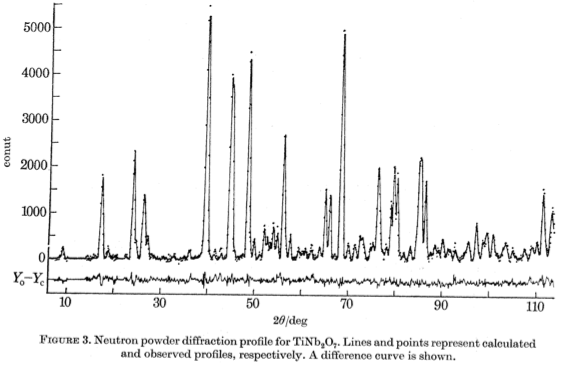 5000
4000
3000
conut
2000
1000
0
Yo−Yc
10 30 50 70 90 110
2θ/deg
FIGURE 3. Neutron powder diffraction profile for TiNb2O7. Lines and points represent calculated
and observed profiles, respectively. A difference curve is shown.